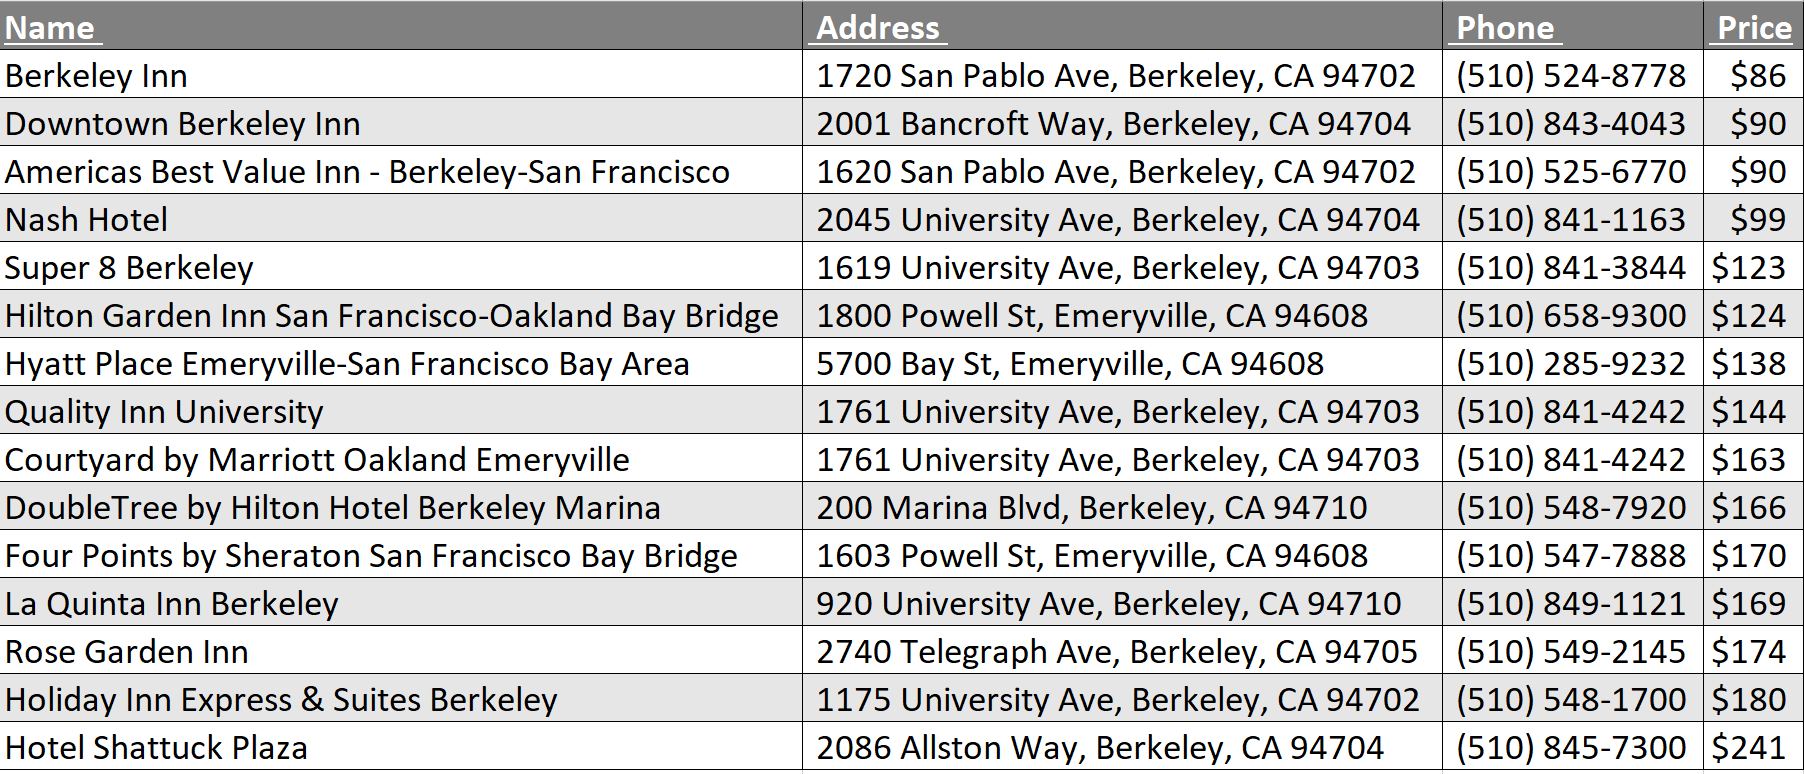 Name Address Phone Price
Berkeley Inn 1720 San Pablo Ave, Berkeley, CA 94702 (510) 524-8778 $86
Downtown Berkeley Inn 2001 Bancroft Way, Berkeley, CA 94704 (510) 843-4043 $90
Americas Best Value Inn - Berkeley-San Francisco 1620 San Pablo Ave, Berkeley, CA 94702 (510) 525-6770 $90
Nash Hotel 2045 University Ave, Berkeley, CA 94704 (510) 841-1163 $99
Super 8 Berkeley 1619 University Ave, Berkeley, CA 94703 (510) 841-3844 $123
Hilton Garden Inn San Francisco-Oakland Bay Bridge 1800 Powell St, Emeryville, CA 94608 (510) 658-9300 $124
Hyatt Place Emeryville-San Francisco Bay Area 5700 Bay St, Emeryville, CA 94608 (510) 285-9232 $138
Quality Inn University 1761 University Ave, Berkeley, CA 94703 (510) 841-4242 $144
Courtyard by Marriott Oakland Emeryville 1761 University Ave, Berkeley, CA 94703 (510) 841-4242 $163
DoubleTree by Hilton Hotel Berkeley Marina 200 Marina Blvd, Berkeley, CA 94710 (510) 548-7920 $166
Four Points by Sheraton San Francisco Bay Bridge 1603 Powell St, Emeryville, CA 94608 (510) 547-7888 $170
La Quinta Inn Berkeley 920 University Ave, Berkeley, CA 94710 (510) 849-1121 $169
Rose Garden Inn 2740 Telegraph Ave, Berkeley, CA 94705 (510) 549-2145 $174
Holiday Inn Express & Suites Berkeley 1175 University Ave, Berkeley, CA 94702 (510) 548-1700 $180
Hotel Shattuck Plaza 2086 Allston Way, Berkeley, CA 94704 (510) 845-7300 $241